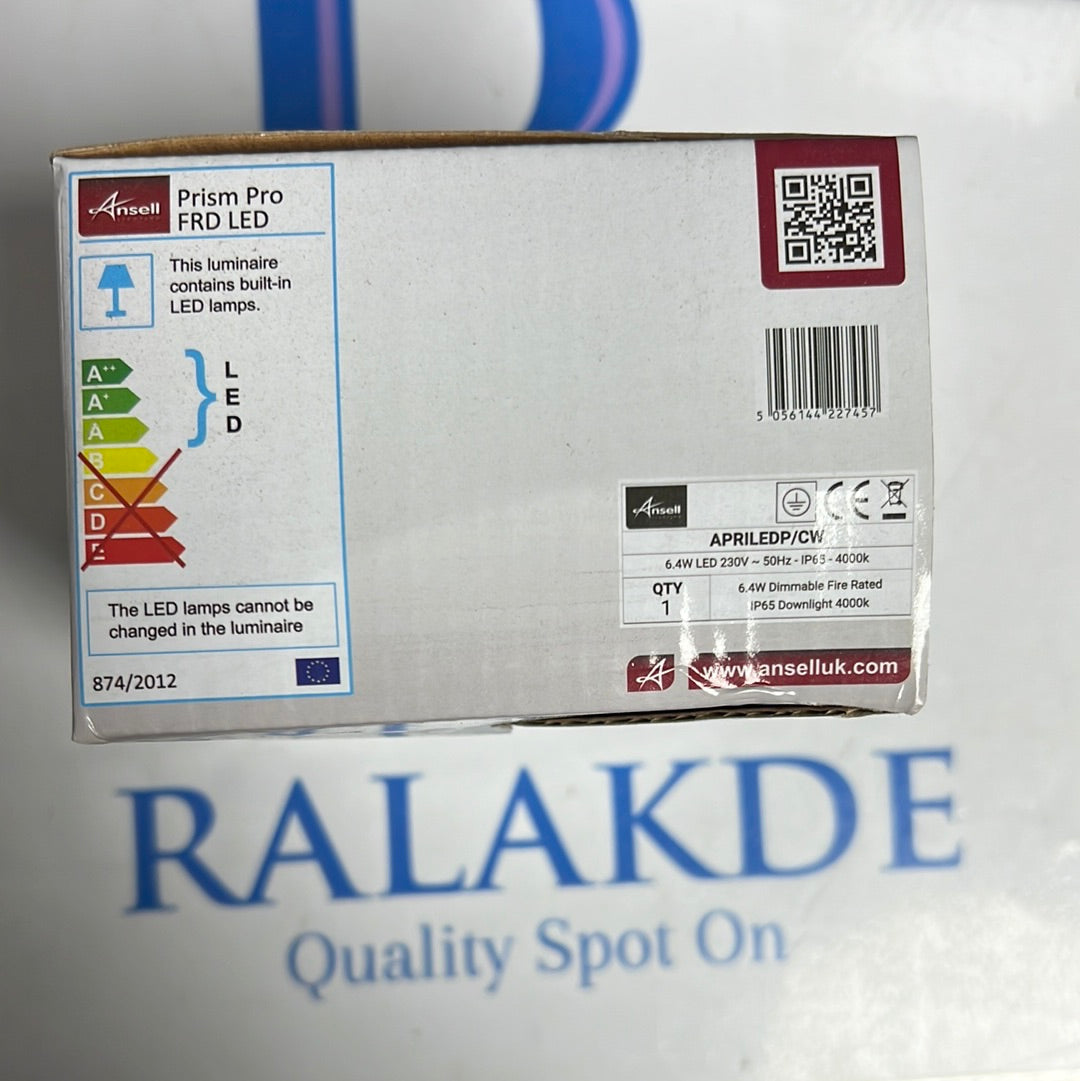 Ansell
Prism Pro
FRD LED
This luminaire
contains built-in
LED lamps.
A++
A+
A
B
C
D
E
L
E
D
The LED lamps cannot be
changed in the luminaire
874/2012
5 056144 227457
Ansell
CE
APRILEDP/CW
6.4W LED 230V ~ 50Hz - IP65 - 4000k
QTY
1
6.4W Dimmable Fire Rated
IP65 Downlight 4000k
www.anselluk.com
RALAKDE
Quality Spot On